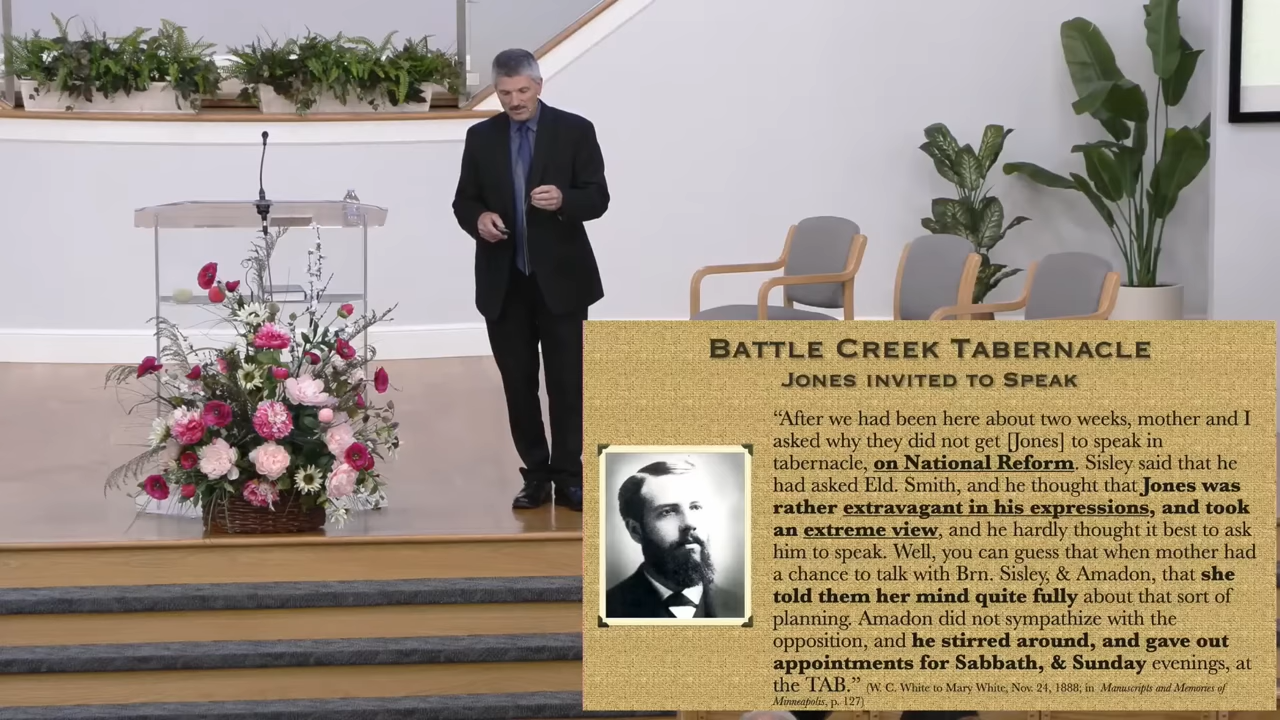 BATTLE CREEK TABERNACLE
JONES INVITED TO SPEAK
“After we had been here about two weeks, mother and I
asked why they did not get [Jones] to speak in
tabernacle, on National Reform. Sisley said that he
had asked Eld. Smith, and he thought that Jones was
rather extravagant in his expressions, and took
an extreme view, and he hardly thought it best to ask
him to speak. Well, you can guess that when mother had
a chance to talk with Brn. Sisley, & Amadon, that she
told them her mind quite fully about that sort of
planning. Amadon did not sympathize with the
opposition, and he stirred around, and gave out
appointments for Sabbath, & Sunday evenings, at
the TAB.” (W. C. White to Mary White, Nov. 24, 1888; in Manuscripts and Memories of
Minneapolis, p. 127)